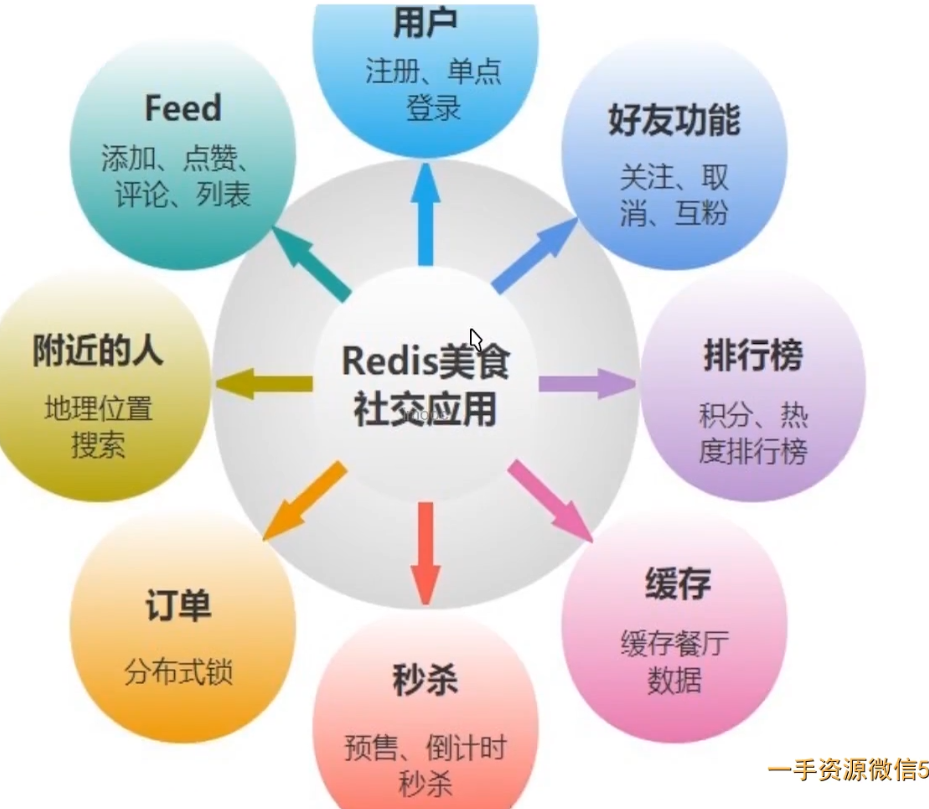 用户
注册、单点
登录
Feed
添加、点赞、
评论、列表
好友功能
关注、取
消、互粉
附近的人
地理位置
搜索
Redis美食
社交应用
排行榜
积分、热
度排行榜
订单
分布式锁
缓存
缓存餐厅
数据
秒杀
预售、倒计时
秒杀
一手资源微信5